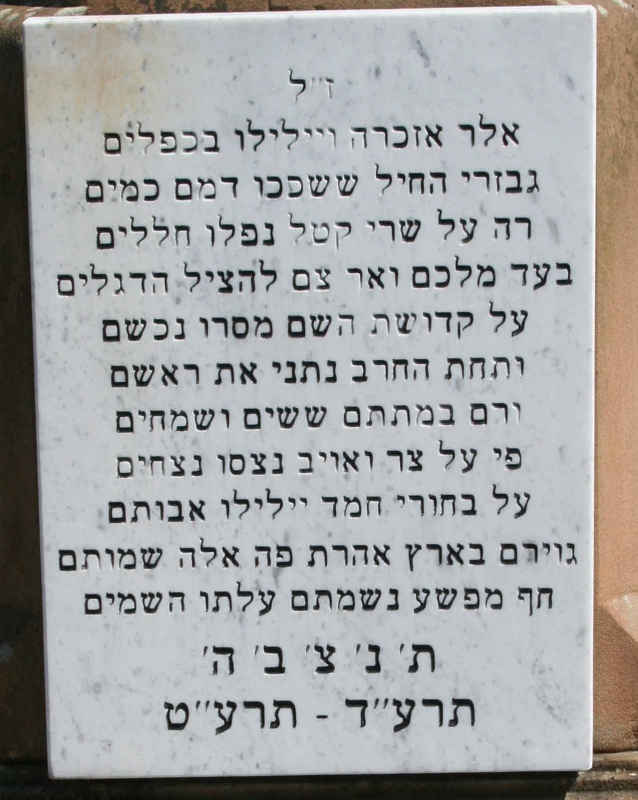 ז״ל
אלר אזכרה ויילילו בכפלים
גבזרי החיל ששפכו דמם כמים
רה על שרי קטל נפלו חללים
בעד מלכם ואר צם להציל הדגלים
על קדושת השם מסרו נכשם
ותחת החרב נתני את ראשם
ורם במתתם ששים ושמחים
פי על צר ואויב נצסו נצחים
על בחורי חמד יילילו אבותם
גוירם בארץ אהרת פה אלה שמותם
חף מפשע נשמתם עלתו השמים
ת׳ נ׳ צ׳ ב׳ ה׳
תרע״ד - תרע״ט